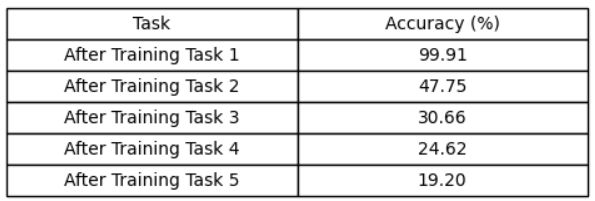 Task Accuracy (%)
After Training Task 1 99.91
After Training Task 2 47.75
After Training Task 3 30.66
After Training Task 4 24.62
After Training Task 5 19.20